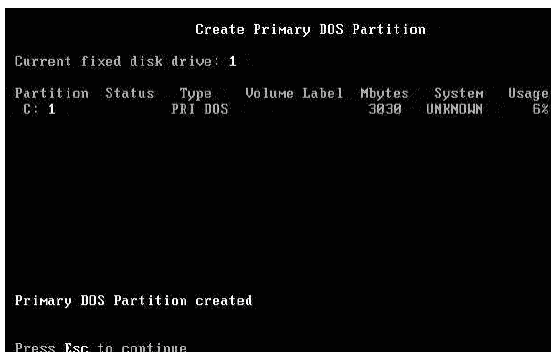 Create Primary DOS Partition
Current fixed disk drive: 1
Partition Status Type Volume Label Mbytes System Usage
C: 1 PRI DOS 3030 UNKNOWN 6%
Primary DOS Partition created
Press Esc to continue